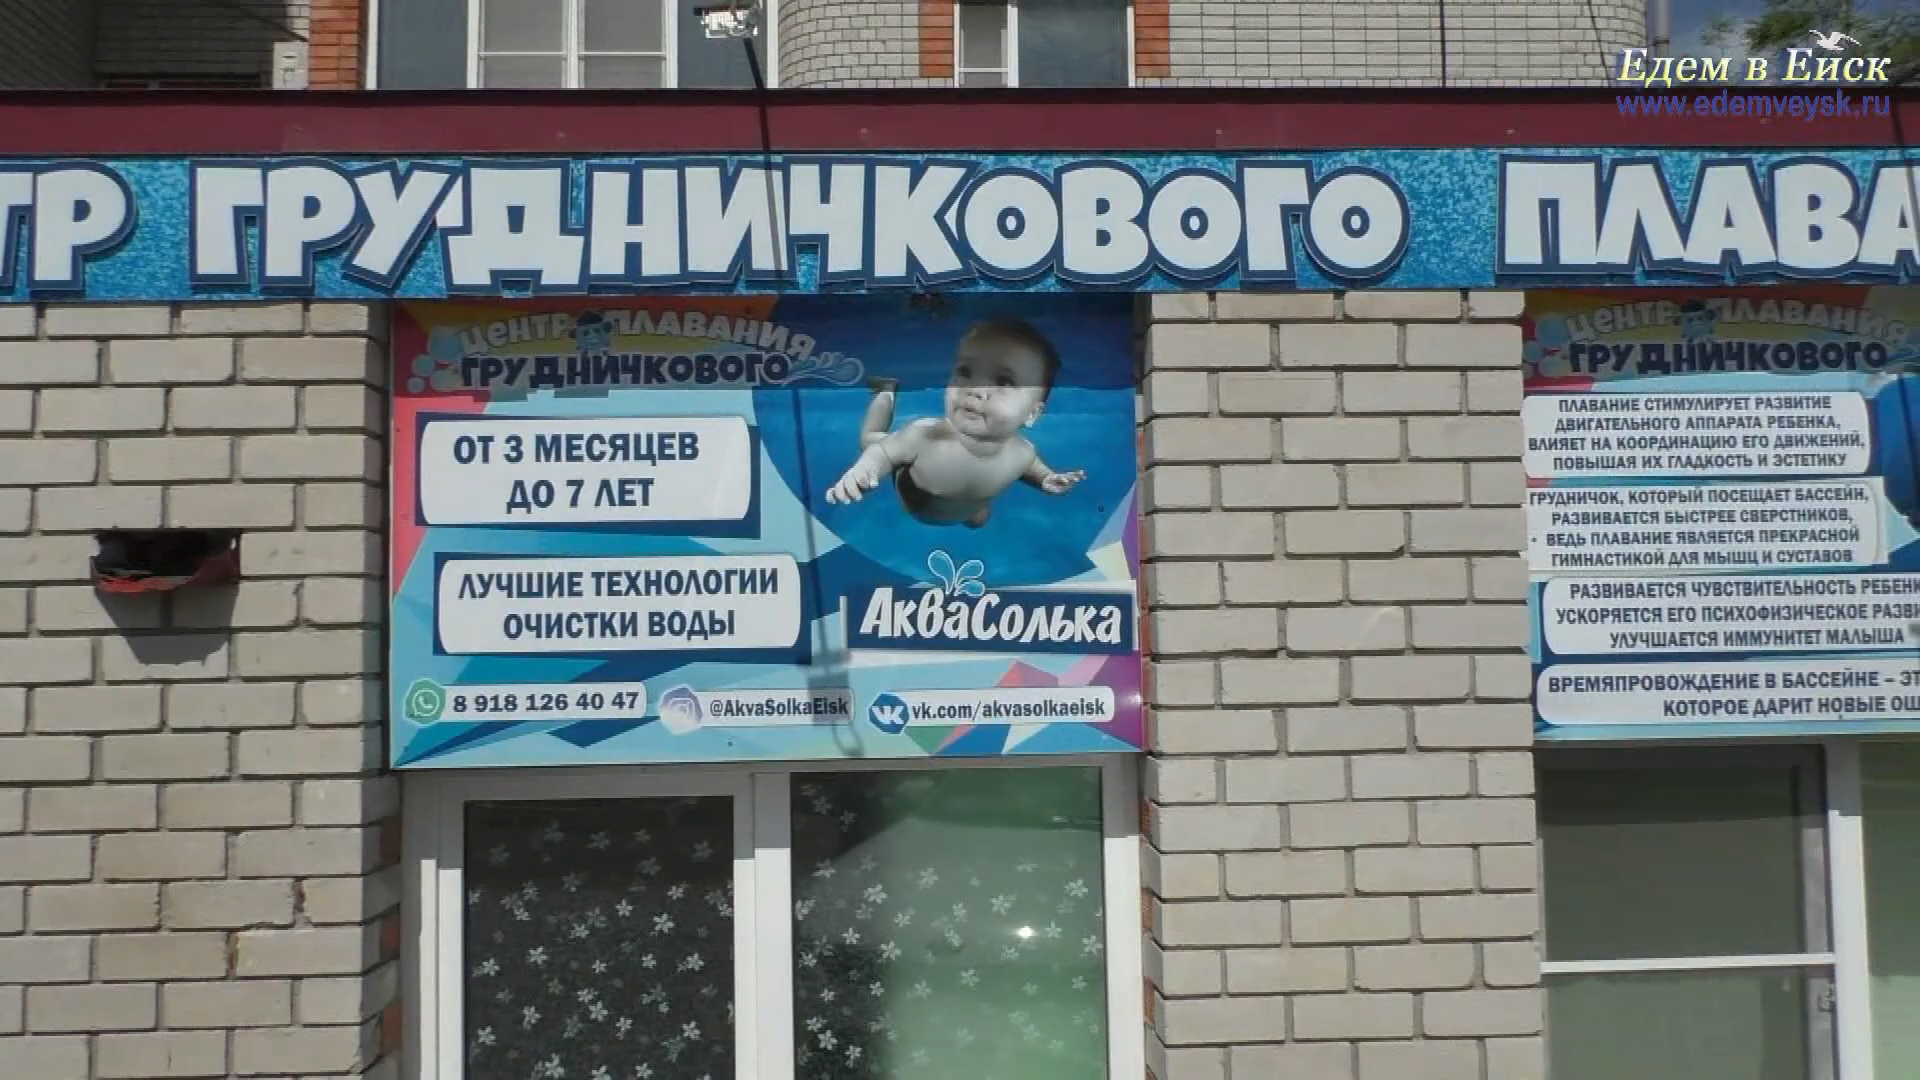 Едем в Ейск
www.edemveysk.ru
ТР ГРУДНИЧКОВОГО ПЛАВА
ЦЕНТР ПЛАВАНИЯ
ГРУДНИЧКОВОГО
ОТ 3 МЕСЯЦЕВ
ДО 7 ЛЕТ
ЛУЧШИЕ ТЕХНОЛОГИИ
ОЧИСТКИ ВОДЫ
АкваСолька
8 918 126 40 47
@AkvaSolkaEisk
vk.com/akvasolkaeisk
ЦЕНТР ПЛАВАНИЯ
ГРУДНИЧКОВОГО
ПЛАВАНИЕ СТИМУЛИРУЕТ РАЗВИТИЕ
ДВИГАТЕЛЬНОГО АППАРАТА РЕБЕНКА,
ВЛИЯЕТ НА КООРДИНАЦИЮ ЕГО ДВИЖЕНИЙ,
ПОВЫШАЯ ИХ ГЛАДКОСТЬ И ЭСТЕТИКУ
ГРУДНИЧОК, КОТОРЫЙ ПОСЕЩАЕТ БАССЕЙН,
РАЗВИВАЕТСЯ БЫСТРЕЕ СВЕРСТНИКОВ,
ВЕДЬ ПЛАВАНИЕ ЯВЛЯЕТСЯ ПРЕКРАСНОЙ
ГИМНАСТИКОЙ ДЛЯ МЫШЦ И СУСТАВОВ
РАЗВИВАЕТСЯ ЧУВСТВИТЕЛЬНОСТЬ РЕБЕН
УСКОРЯЕТСЯ ЕГО ПСИХОФИЗИЧЕСКОЕ РАЗВИ
УЛУЧШАЕТСЯ ИММУНИТЕТ МАЛЫША
ВРЕМЯПРОВОЖДЕНИЕ В БАССЕЙНЕ – ЭТ
КОТОРОЕ ДАРИТ НОВЫЕ ОЩ